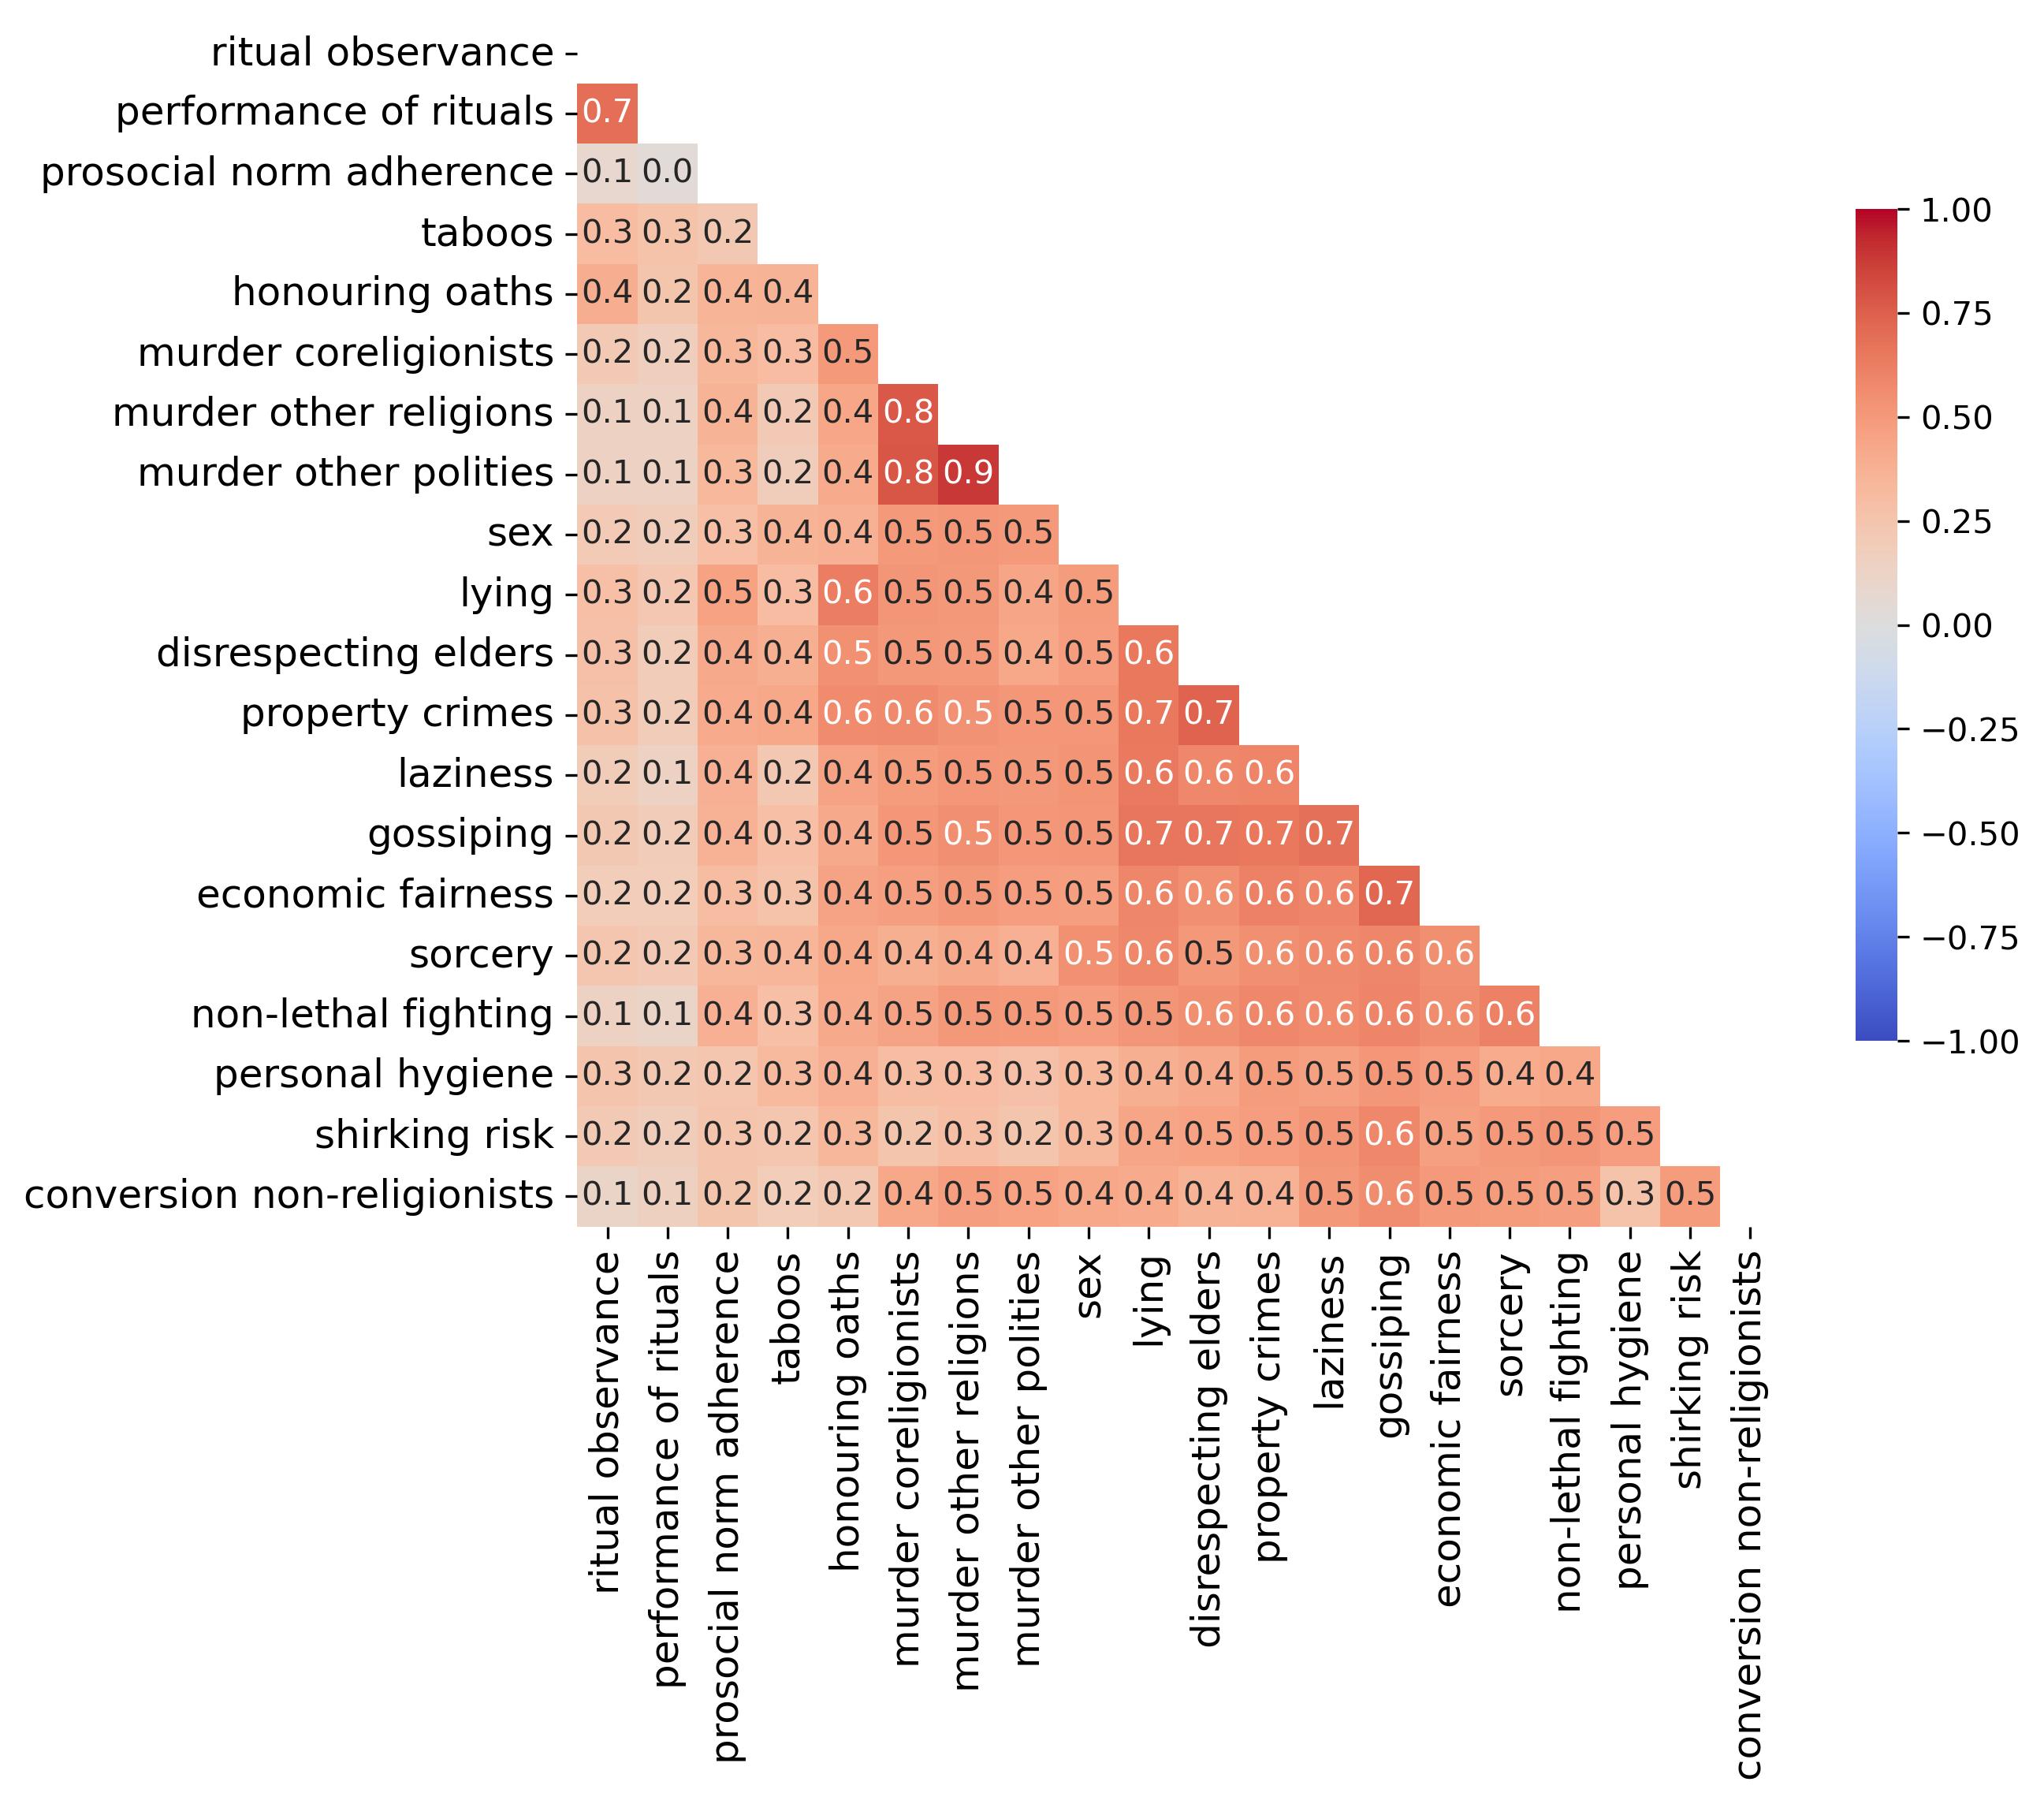 ritual observance
performance of rituals 0.7
prosocial norm adherence 0.1 0.0
taboos 0.3 0.3 0.2
honouring oaths 0.4 0.2 0.4 0.4
murder coreligionists 0.2 0.2 0.3 0.3 0.5
murder other religions 0.1 0.1 0.4 0.2 0.4 0.8
murder other polities 0.1 0.1 0.3 0.2 0.4 0.8 0.9
sex 0.2 0.2 0.3 0.4 0.4 0.5 0.5 0.5
lying 0.3 0.2 0.5 0.3 0.6 0.5 0.5 0.4 0.5
disrespecting elders 0.3 0.2 0.4 0.4 0.5 0.5 0.5 0.4 0.5 0.6
property crimes 0.3 0.2 0.4 0.4 0.6 0.6 0.5 0.5 0.5 0.7 0.7
laziness 0.2 0.1 0.4 0.2 0.4 0.5 0.5 0.5 0.5 0.6 0.6 0.6
gossiping 0.2 0.2 0.4 0.3 0.4 0.5 0.5 0.5 0.5 0.7 0.7 0.7 0.7
economic fairness 0.2 0.2 0.3 0.3 0.4 0.5 0.5 0.5 0.5 0.6 0.6 0.6 0.6 0.7
sorcery 0.2 0.2 0.3 0.4 0.4 0.4 0.4 0.4 0.5 0.6 0.5 0.6 0.6 0.6 0.6
non-lethal fighting 0.1 0.1 0.4 0.3 0.4 0.5 0.5 0.5 0.5 0.5 0.6 0.6 0.6 0.6 0.6 0.6
personal hygiene 0.3 0.2 0.2 0.3 0.4 0.3 0.3 0.3 0.3 0.4 0.4 0.5 0.5 0.5 0.5 0.4 0.4
shirking risk 0.2 0.2 0.3 0.2 0.3 0.2 0.3 0.2 0.3 0.4 0.5 0.5 0.5 0.6 0.5 0.5 0.5 0.5
conversion non-religionists 0.1 0.1 0.2 0.2 0.2 0.4 0.5 0.5 0.4 0.4 0.4 0.4 0.5 0.6 0.5 0.5 0.5 0.3 0.5
ritual observance
performance of rituals
prosocial norm adherence
taboos
honouring oaths
murder coreligionists
murder other religions
murder other polities
sex
lying
disrespecting elders
property crimes
laziness
gossiping
economic fairness
sorcery
non-lethal fighting
personal hygiene
shirking risk
conversion non-religionists
1.00
0.75
0.50
0.25
0.00
−0.25
−0.50
−0.75
−1.00